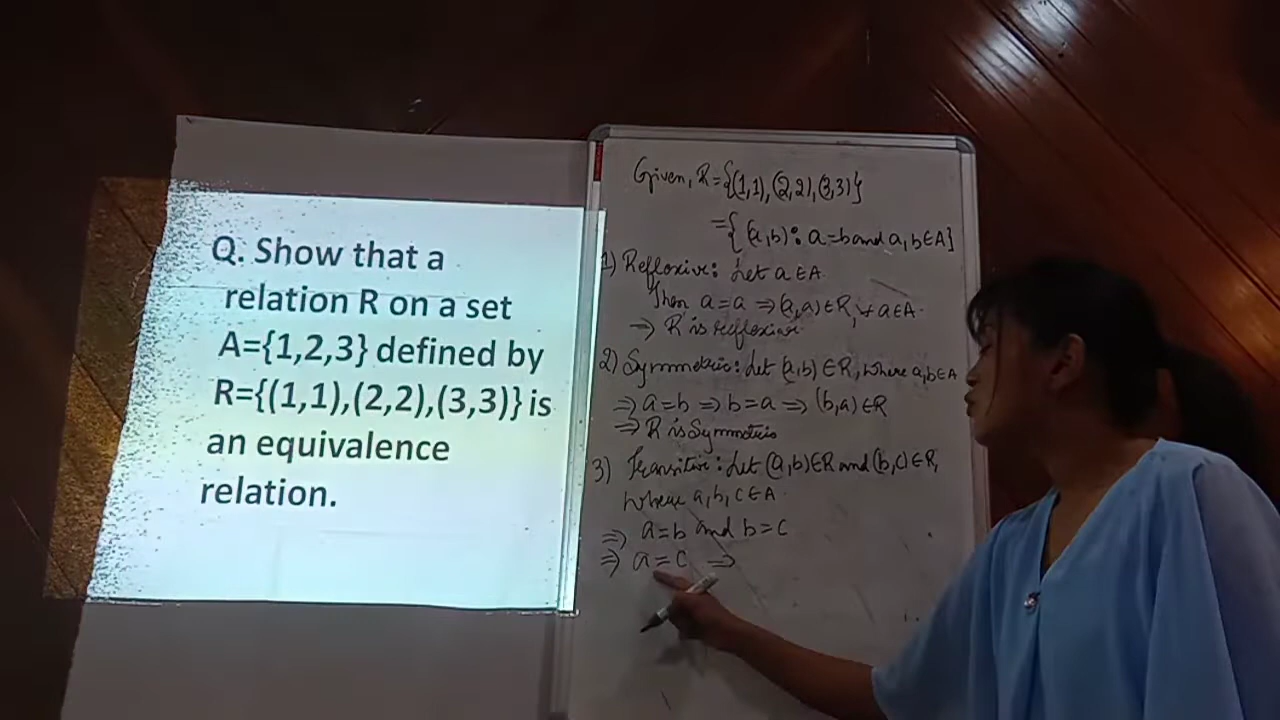 Q. Show that a
relation R on a set
A={1,2,3} defined by
R={(1,1),(2,2),(3,3)} is
an equivalence
relation.
Given, R={(1,1),(2,2),(3,3)}
={(a,b): a=b and a,b∈A}
1) Reflexive: Let a∈A
Then a=a ⇒(a,a)∈R, ∀ a∈A.
⇒ R is reflexive.
2) Symmetric: Let (a,b)∈R, where a,b∈A
⇒ a=b ⇒ b=a ⇒ (b,a)∈R
⇒ R is Symmetric
3) Transitive: Let (a,b)∈R and (b,c)∈R,
where a,b,c∈A.
⇒ a=b and b=c
⇒ a=c ⇒